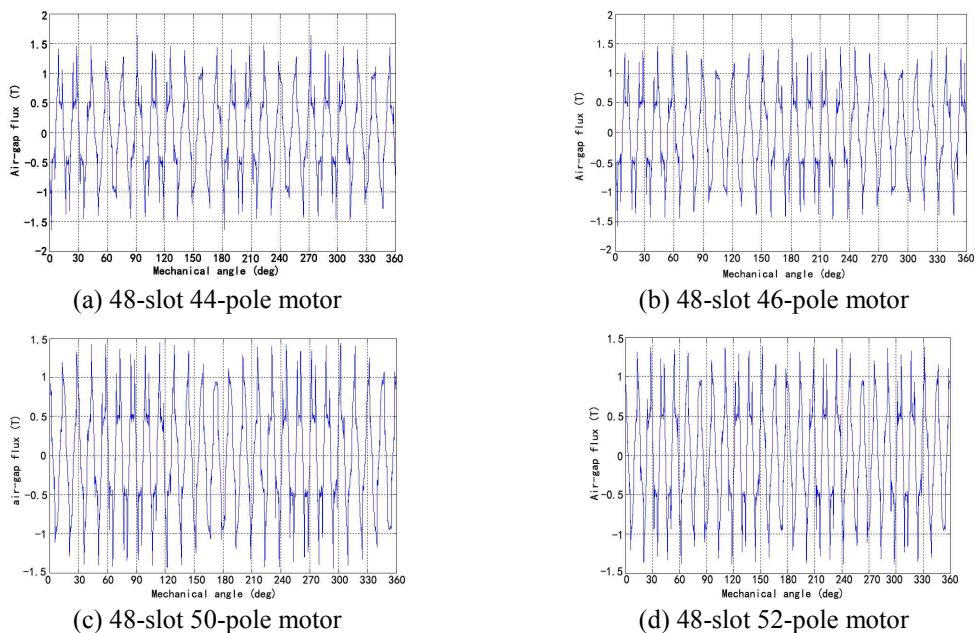 2
1.5
1
0.5
0
-0.5
-1
-1.5
-2
Air-gap flux (T)
0 30 60 90 120 150 180 210 240 270 300 330 360
Mechanical angle (deg)
(a) 48-slot 44-pole motor
2
1.5
1
0.5
0
-0.5
-1
-1.5
-2
Air-gap flux (T)
0 30 60 90 120 150 180 210 240 270 300 330 360
Mechanical angle (deg)
(b) 48-slot 46-pole motor
1.5
1
0.5
0
-0.5
-1
-1.5
air-gap flux (T)
0 30 60 90 120 150 180 210 240 270 300 330 360
Mechanical angle (deg)
(c) 48-slot 50-pole motor
1.5
1
0.5
0
-0.5
-1
-1.5
Air-gap flux (T)
0 30 60 90 120 150 180 210 240 270 300 330 360
Mechanical angle (deg)
(d) 48-slot 52-pole motor